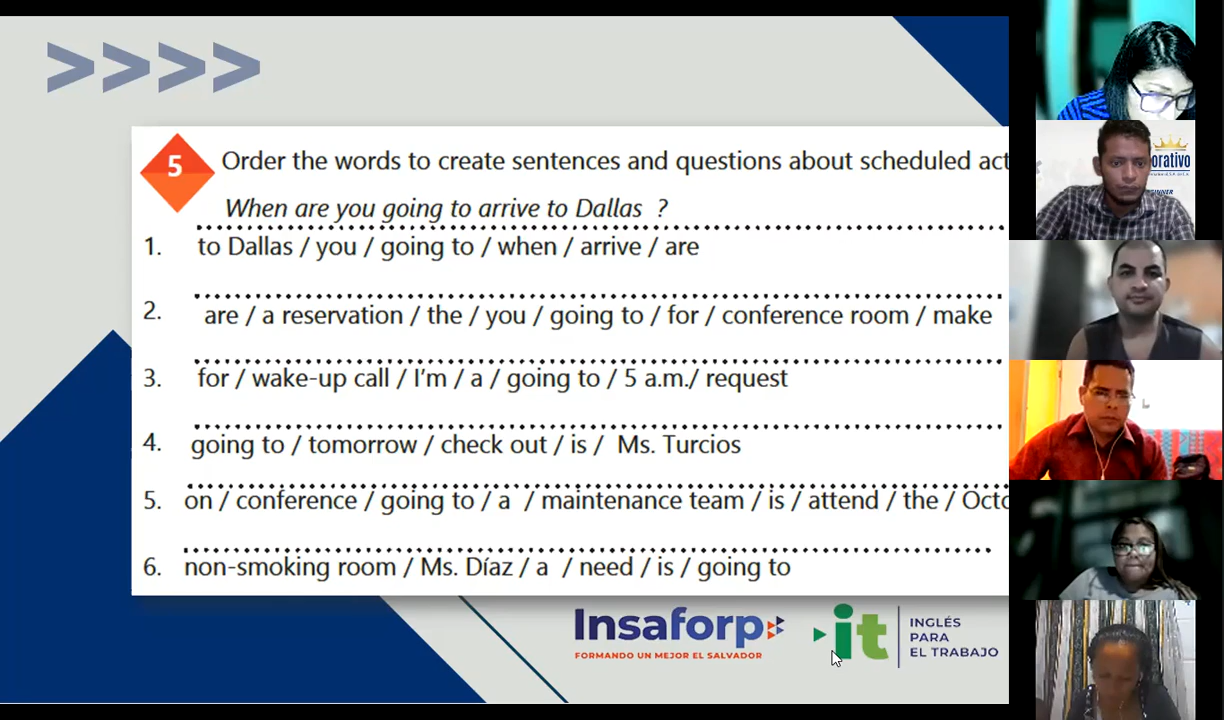 >>>>
5
Order the words to create sentences and questions about scheduled
When are you going to arrive to Dallas ?
1. to Dallas / you / going to / when / arrive / are
2. are / a reservation / the / you / going to / for / conference room / make
3. for / wake-up call / I'm / a / going to / 5 a.m./ request
4. going to / tomorrow / check out / is / Ms. Turcios
5. on / conference / going to / a / maintenance team / is / attend / the /
6. non-smoking room / Ms. Díaz / a / need / is / going to
Insaforp
FORMANDO UN MEJOR EL SALVADOR
it
INGLÉS
PARA
EL TRABAJO
orativo